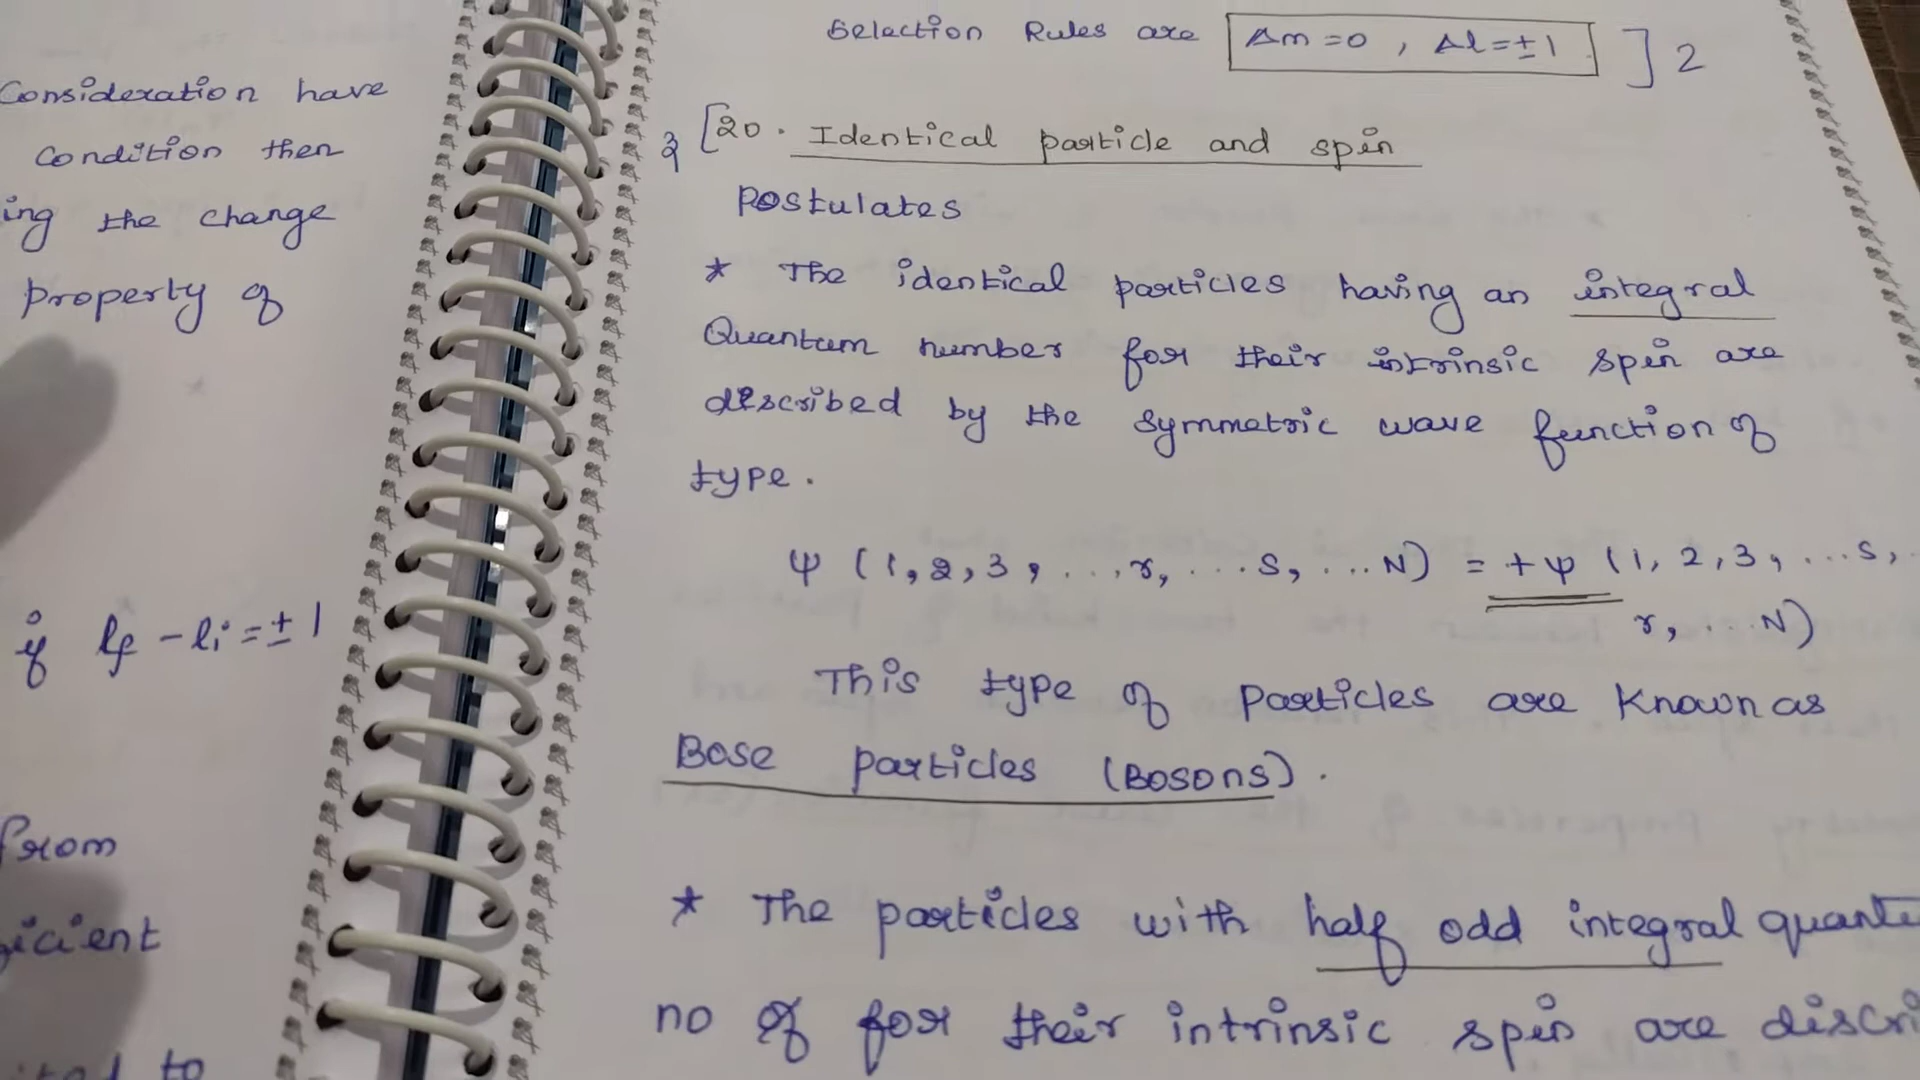 Consideration have
condition then
ing the change
property of
if lf - li = ± 1
from
icient
to
Selection Rules are Δm = 0 , Δl = ± 1 ] 2
[20. Identical particle and spin
Postulates
* The identical particles having an integral
Quantum number for their intrinsic spin are
described by the symmetric wave function of
type.
ψ (1, 2, 3, ...r, ...s, ...N) = +ψ (1, 2, 3, ...s,
r, ...N)
This type of particles are known as
Bose particles (Bosons).
* The particles with half odd integral quantu
no of for their intrinsic spin are discri